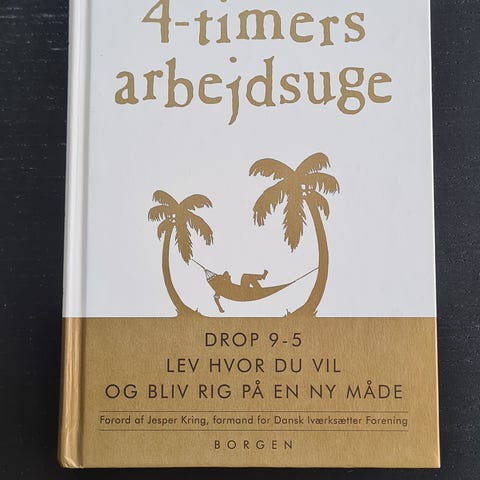 4-timers
arbejdsuge
DROP 9-5
LEV HVOR DU VIL
OG BLIV RIG PÅ EN NY MÅDE
Forord af Jesper Kring, formand for Dansk Iværksætter Forening
BORGEN